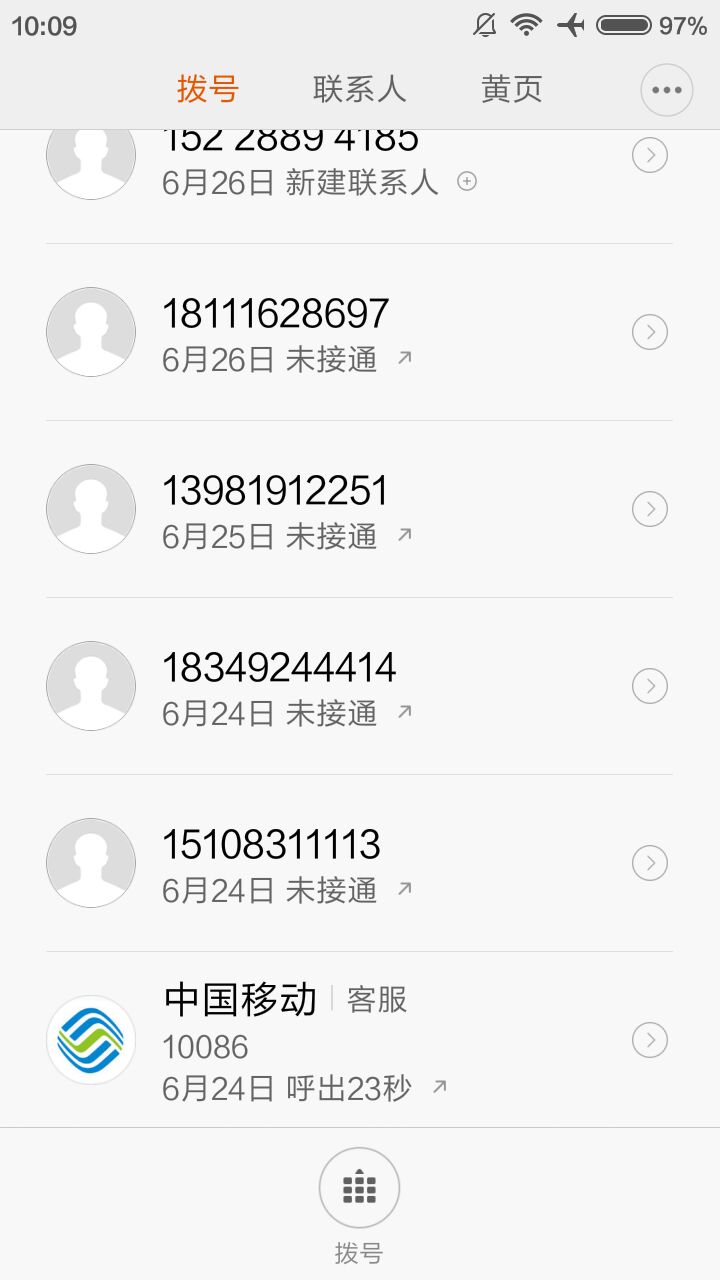 10:09
97%
拨号
联系人
黄页
152 2889 4185
6月26日 新建联系人
18111628697
6月26日 未接通
13981912251
6月25日 未接通
18349244414
6月24日 未接通
15108311113
6月24日 未接通
中国移动 客服
10086
6月24日 呼出23秒
拨号